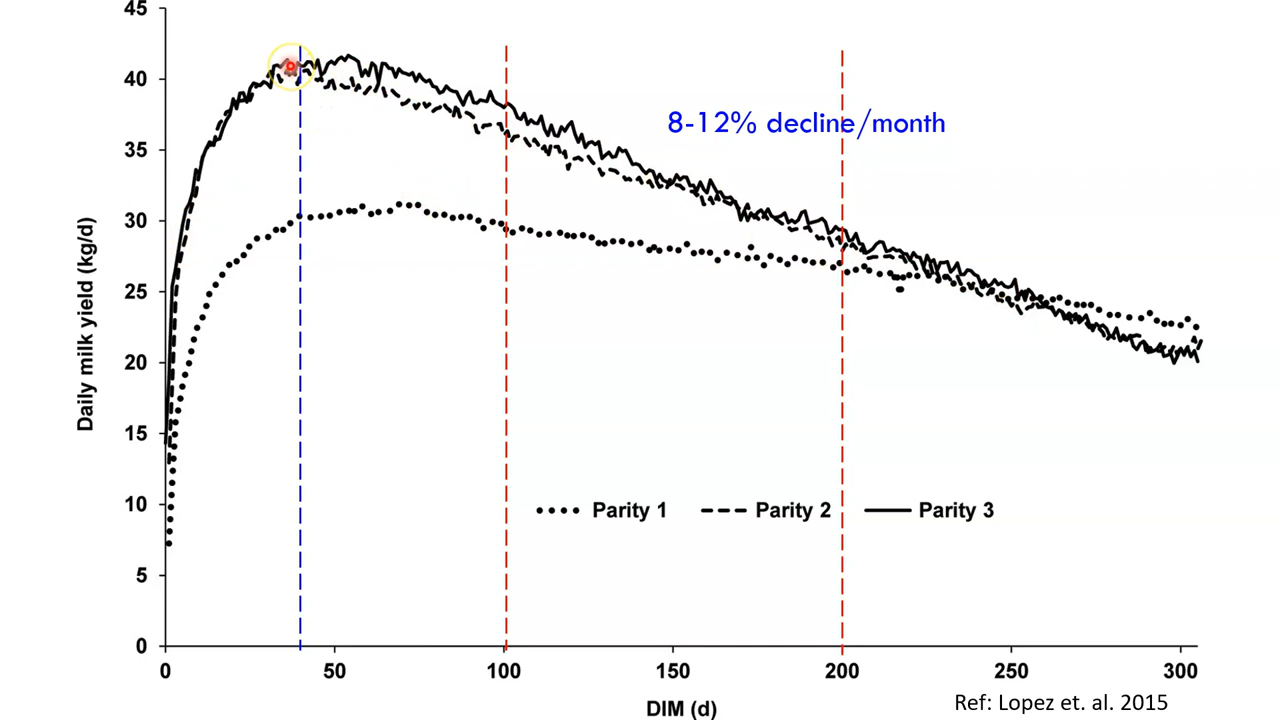 45
40
35
30
25
20
15
10
5
0
Daily milk yield (kg/d)
8-12% decline/month
Parity 1
Parity 2
Parity 3
0 50 100 150 200 250 300
DIM (d)
Ref: Lopez et. al. 2015